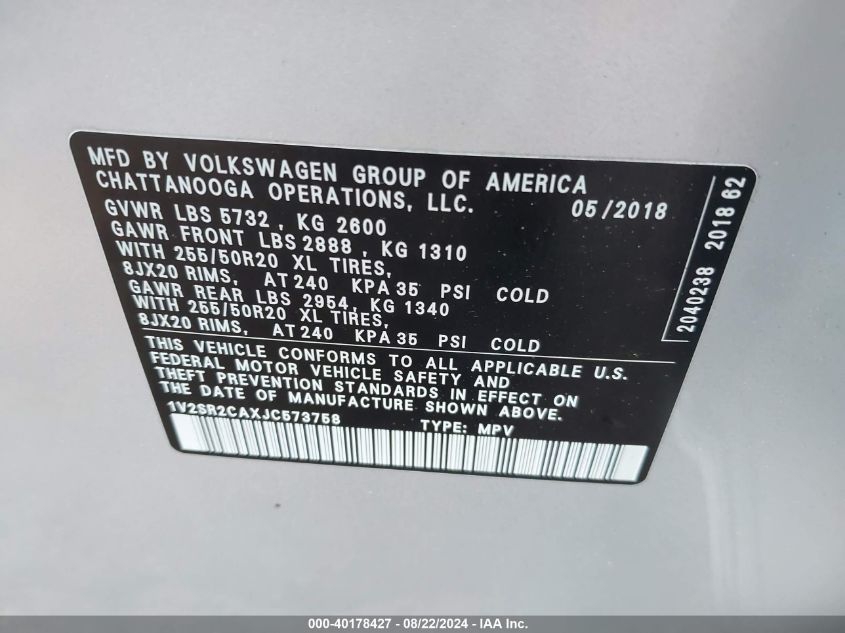 MFD BY VOLKSWAGEN GROUP OF AMERICA
CHATTANOOGA OPERATIONS, LLC. 05/2018
GVWR LBS 5732 , KG 2600
GAWR FRONT LBS 2888 , KG 1310
WITH 255/50R20 XL TIRES,
8JX20 RIMS, AT 240 KPA 35 PSI COLD
GAWR REAR LBS 2954 , KG 1340
WITH 255/50R20 XL TIRES,
8JX20 RIMS, AT 240 KPA 35 PSI COLD
THIS VEHICLE CONFORMS TO ALL APPLICABLE U.S.
FEDERAL MOTOR VEHICLE SAFETY AND
THEFT PREVENTION STANDARDS IN EFFECT ON
THE DATE OF MANUFACTURE SHOWN ABOVE.
1V2SR2CAXJC573758 TYPE: MPV
2040238 2018 62
000-40178427 - 08/22/2024 - IAA Inc.